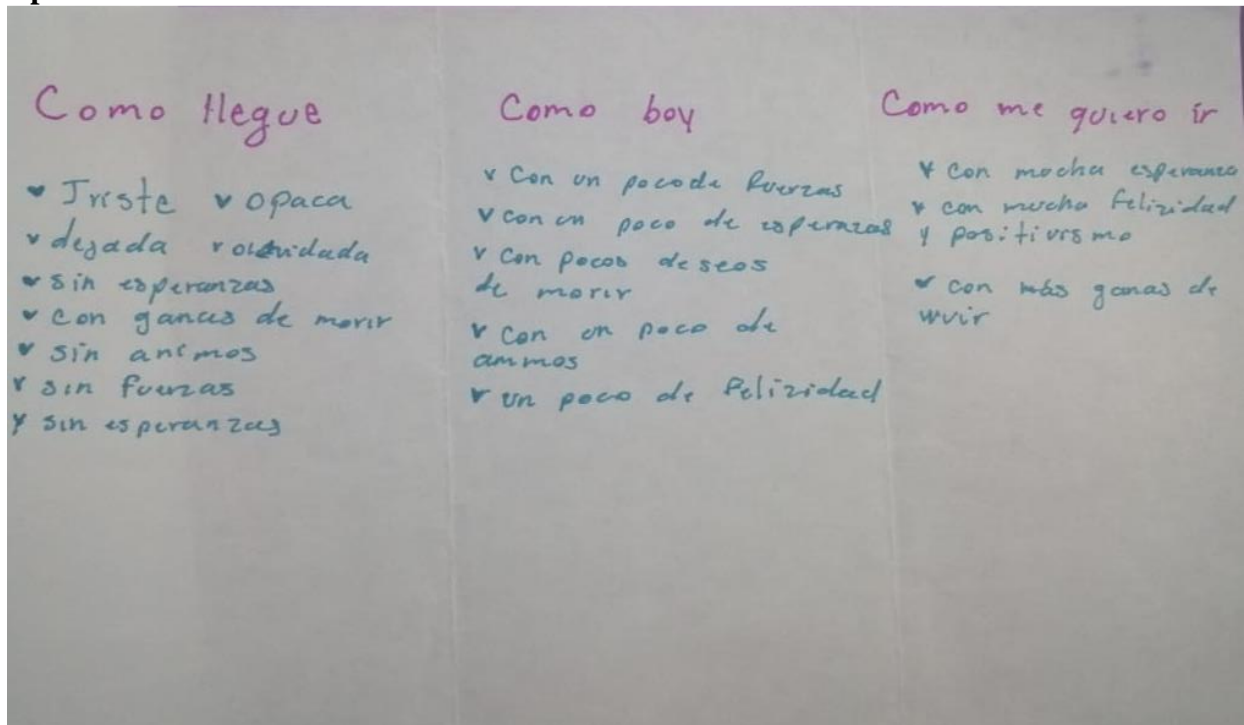 Como llegue
Triste opaca
dejada olvidada
sin esperanzas
con ganas de morir
sin animos
sin fuerzas
sin esperanzas
Como boy
Con un poco de fuerzas
con un poco de esperanzas
Con pocos deseos
de morir
Con un poco de
animos
un poco de felizidad
Como me quiero ir
con mucha esperanza
con mucha felizidad
y positivismo
con más ganas de
vivir